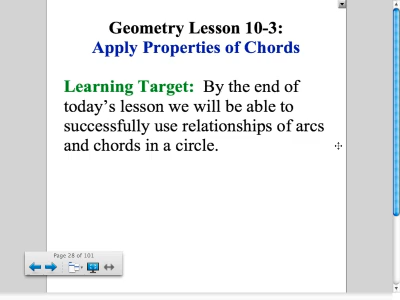 Geometry Lesson 10-3:
Apply Properties of Chords
Learning Target:  By the end of
today's lesson we will be able to
successfully use relationships of arcs
and chords in a circle.
Page 28 of 101